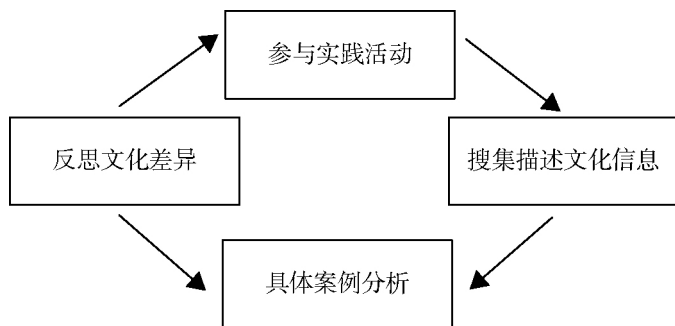 参与实践活动
反思文化差异
搜集描述文化信息
具体案例分析